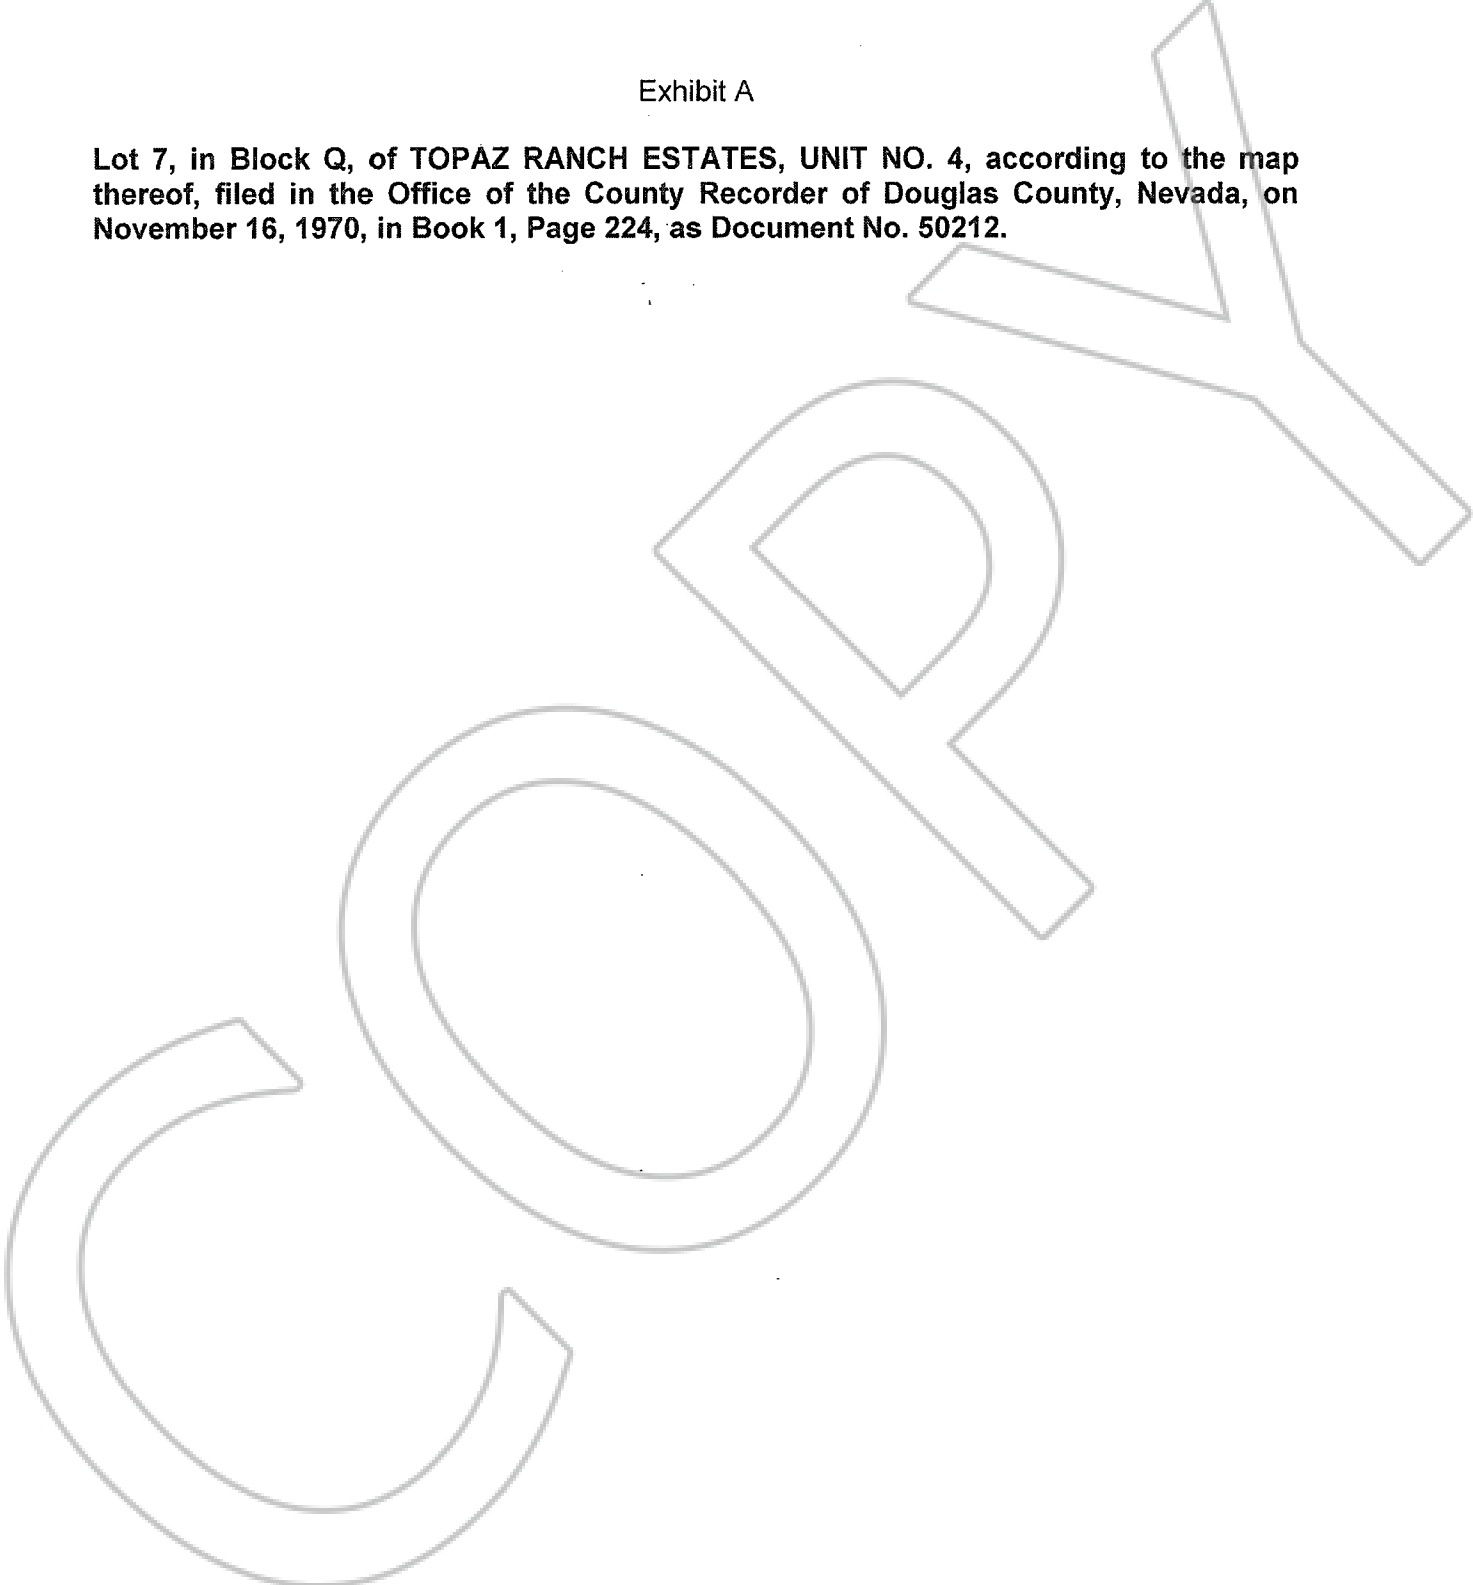 Exhibit A
Lot 7, in Block Q, of TOPAZ RANCH ESTATES, UNIT NO. 4, according to the map
thereof, filed in the Office of the County Recorder of Douglas County, Nevada, on
November 16, 1970, in Book 1, Page 224, as Document No. 50212.
COPY